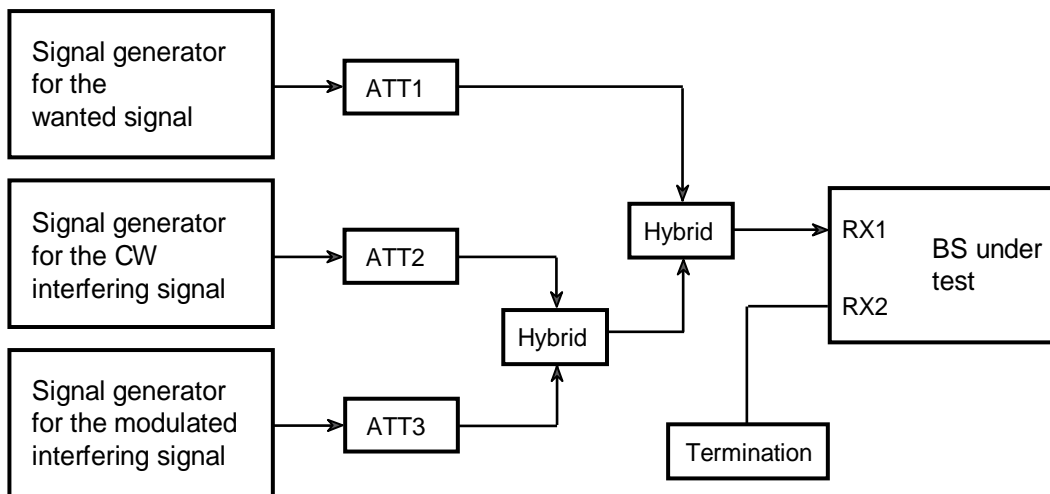 Signal generator
for the
wanted signal
ATT1
Signal generator
for the CW
interfering signal
ATT2
Hybrid
Hybrid
RX1
BS under
test
RX2
Signal generator
for the modulated
interfering signal
ATT3
Termination